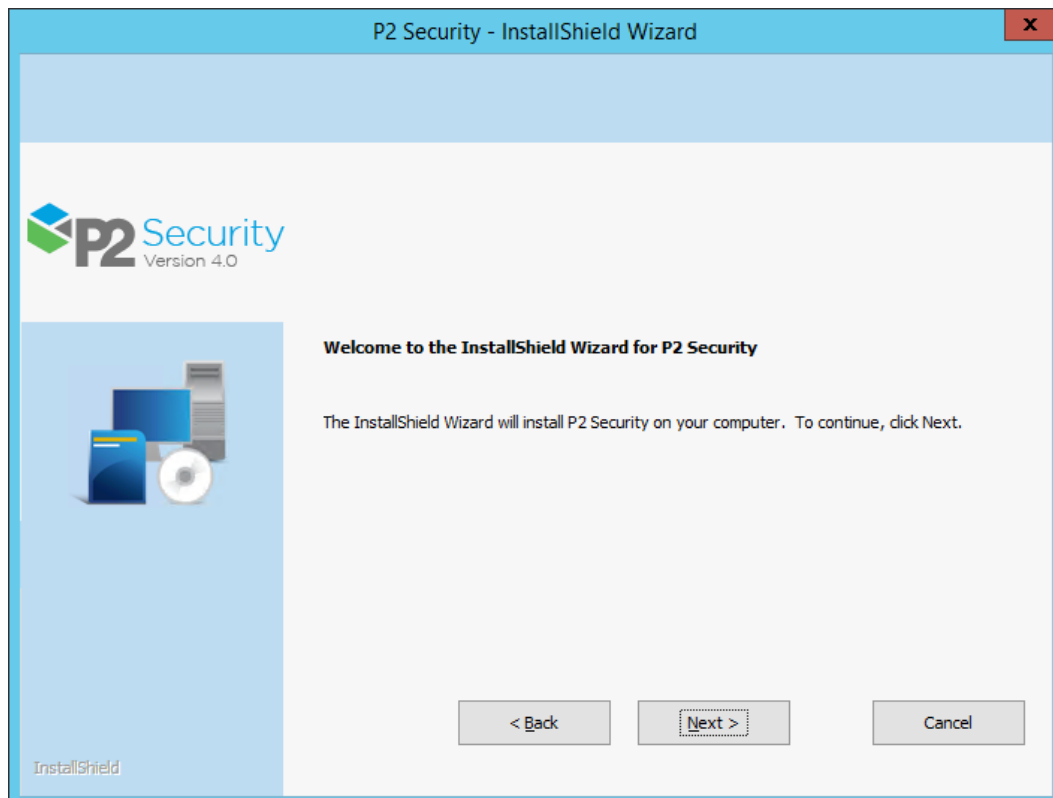 P2 Security - InstallShield Wizard
x
P2 Security
Version 4.0
Welcome to the InstallShield Wizard for P2 Security
The InstallShield Wizard will install P2 Security on your computer.  To continue, click Next.
< Back
Next >
Cancel
InstallShield